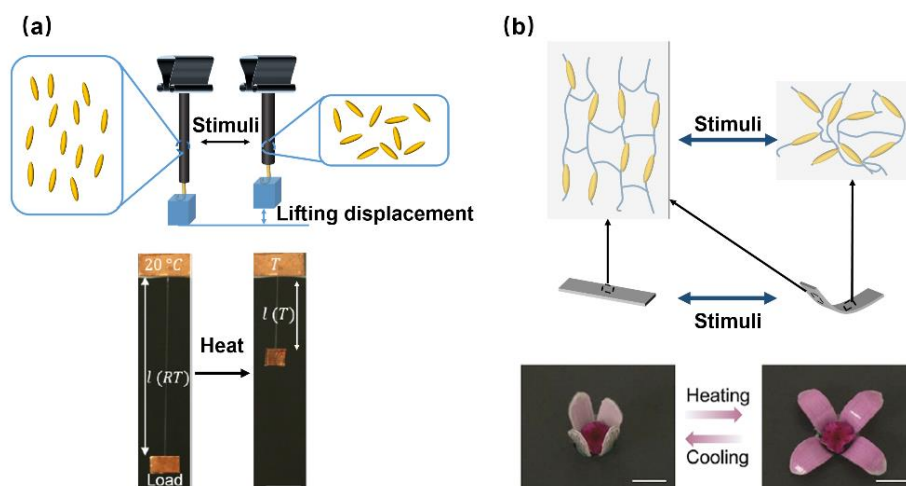 (a)
Stimuli
Lifting displacement
20 °C
T
l (T)
Heat
l (RT)
Load
(b)
Stimuli
Stimuli
Heating
Cooling